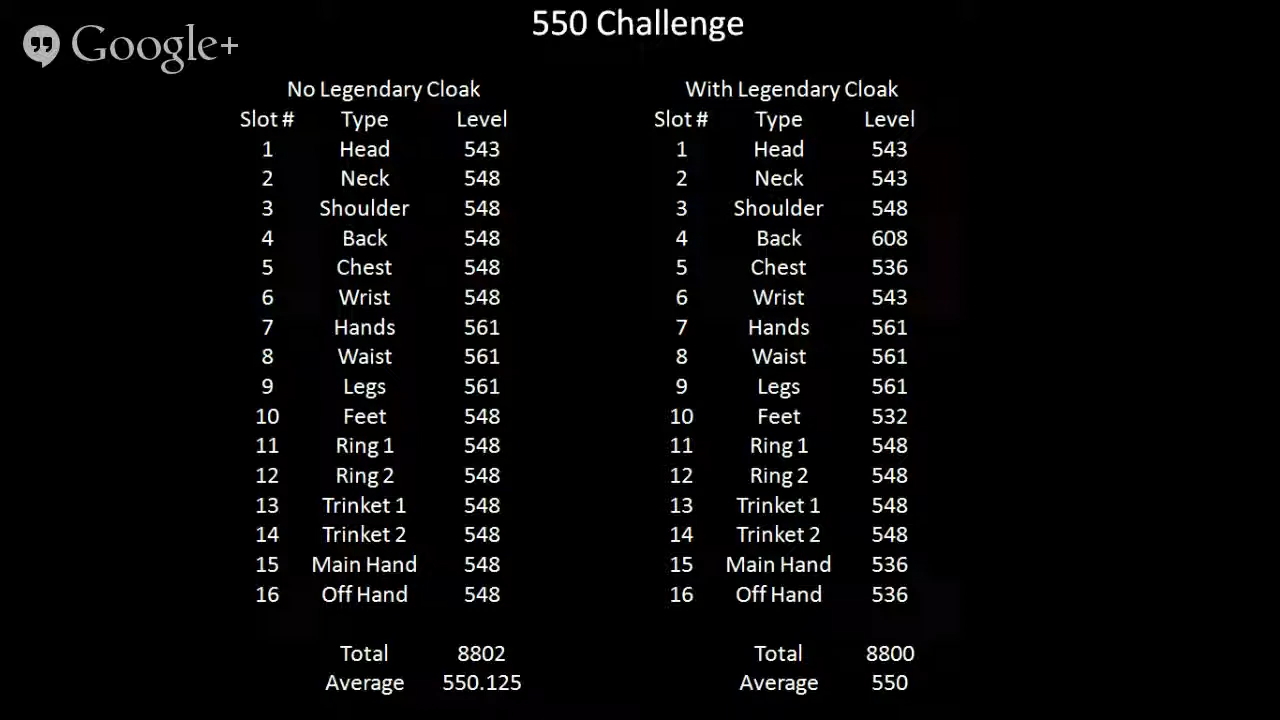 550 Challenge
Google+
No Legendary Cloak With Legendary Cloak
Slot # Type Level Slot # Type Level
1 Head 543 1 Head 543
2 Neck 548 2 Neck 543
3 Shoulder 548 3 Shoulder 548
4 Back 548 4 Back 608
5 Chest 548 5 Chest 536
6 Wrist 548 6 Wrist 543
7 Hands 561 7 Hands 561
8 Waist 561 8 Waist 561
9 Legs 561 9 Legs 561
10 Feet 548 10 Feet 532
11 Ring 1 548 11 Ring 1 548
12 Ring 2 548 12 Ring 2 548
13 Trinket 1 548 13 Trinket 1 548
14 Trinket 2 548 14 Trinket 2 548
15 Main Hand 548 15 Main Hand 536
16 Off Hand 548 16 Off Hand 536
Total 8802 Total 8800
Average 550.125 Average 550